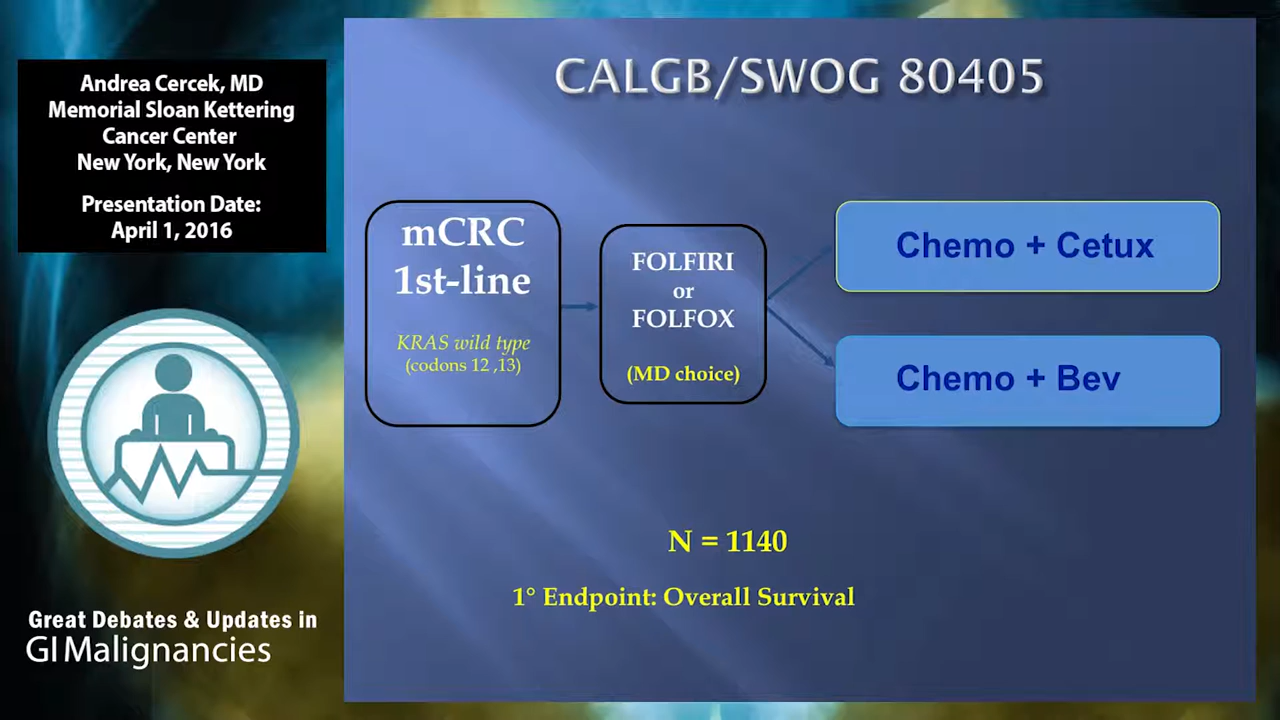 Andrea Cercek, MD
Memorial Sloan Kettering
Cancer Center
New York, New York
Presentation Date:
April 1, 2016
Great Debates & Updates in
GI Malignancies
CALGB/SWOG 80405
mCRC
1st-line
KRAS wild type
(codons 12 ,13)
FOLFIRI
or
FOLFOX
(MD choice)
Chemo + Cetux
Chemo + Bev
N = 1140
1° Endpoint: Overall Survival